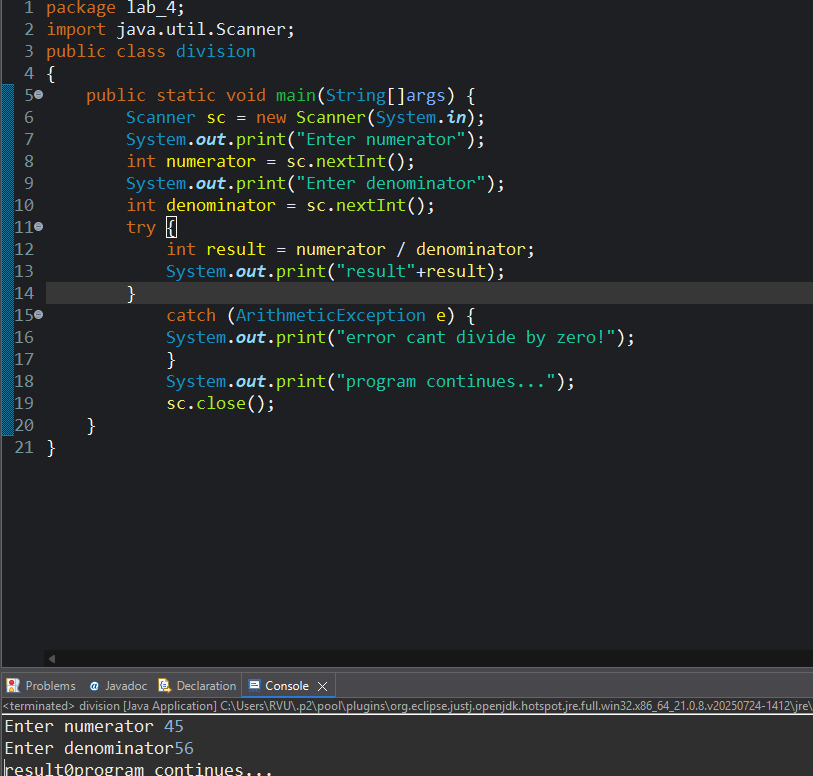 1 package lab_4;
2 import java.util.Scanner;
3 public class division
4 {
5 public static void main(String[]args) {
6 Scanner sc = new Scanner(System.in);
7 System.out.print("Enter numerator");
8 int numerator = sc.nextInt();
9 System.out.print("Enter denominator");
10 int denominator = sc.nextInt();
11 try {
12 int result = numerator / denominator;
13 System.out.print("result"+result);
14 }
15 catch (ArithmeticException e) {
16 System.out.print("error cant divide by zero!");
17 }
18 System.out.print("program continues...");
19 sc.close();
20 }
21 }
Problems @ Javadoc Declaration Console
<terminated> division [Java Application] C:\Users\RVU\.p2\pool\plugins\org.eclipse.justj.openjdk.hotspot.jre.full.win32.x86_64_21.0.8.v20250724-1412\jre\
Enter numerator 45
Enter denominator56
result0program continues...